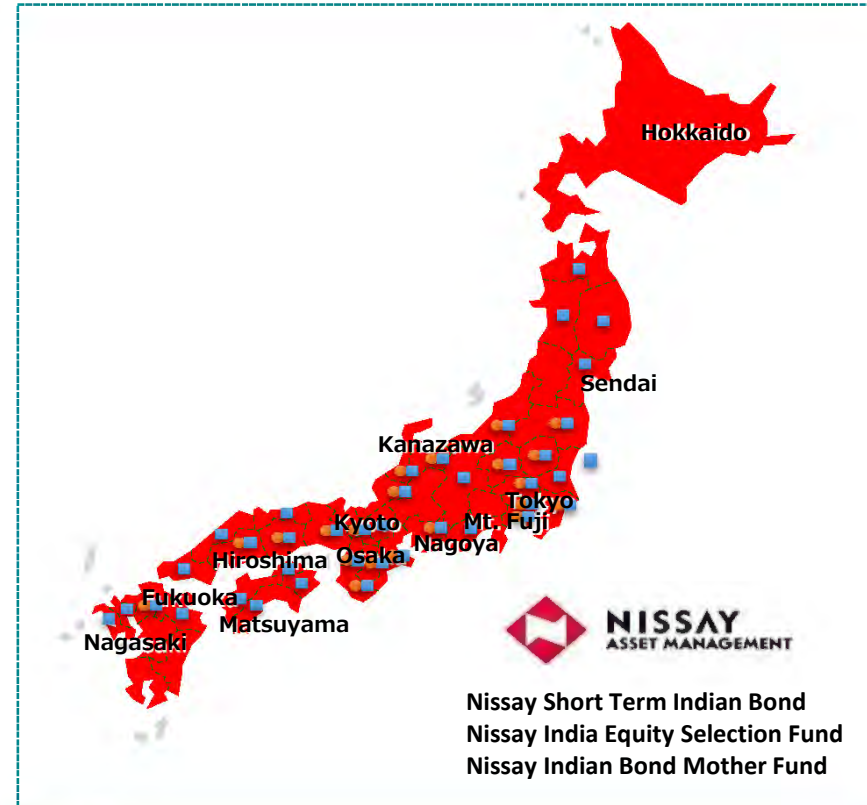 Hokkaido
Sendai
Kanazawa
Tokyo
Kyoto
Mt. Fuji
Nagoya
Osaka
Hiroshima
Fukuoka
Matsuyama
Nagasaki
NISSAY
ASSET MANAGEMENT
Nissay Short Term Indian Bond
Nissay India Equity Selection Fund
Nissay Indian Bond Mother Fund